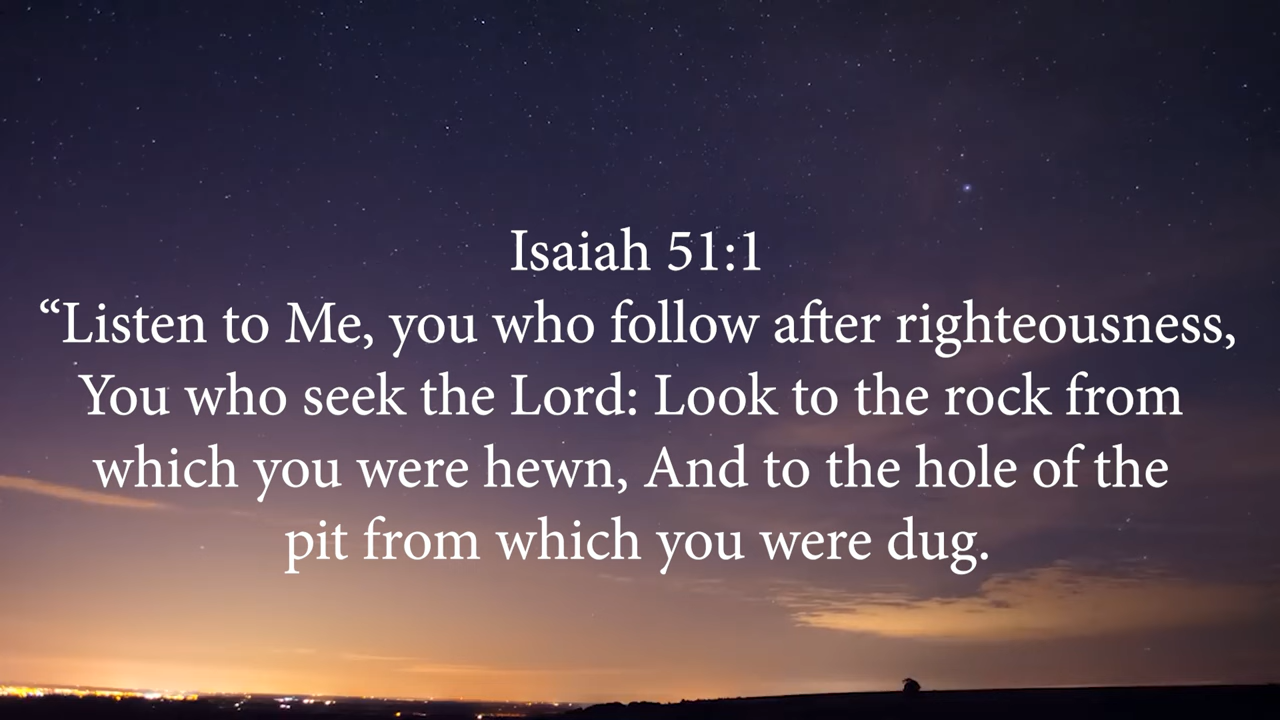 Isaiah 51:1
“Listen to Me, you who follow after righteousness,
You who seek the Lord: Look to the rock from
which you were hewn, And to the hole of the
pit from which you were dug.